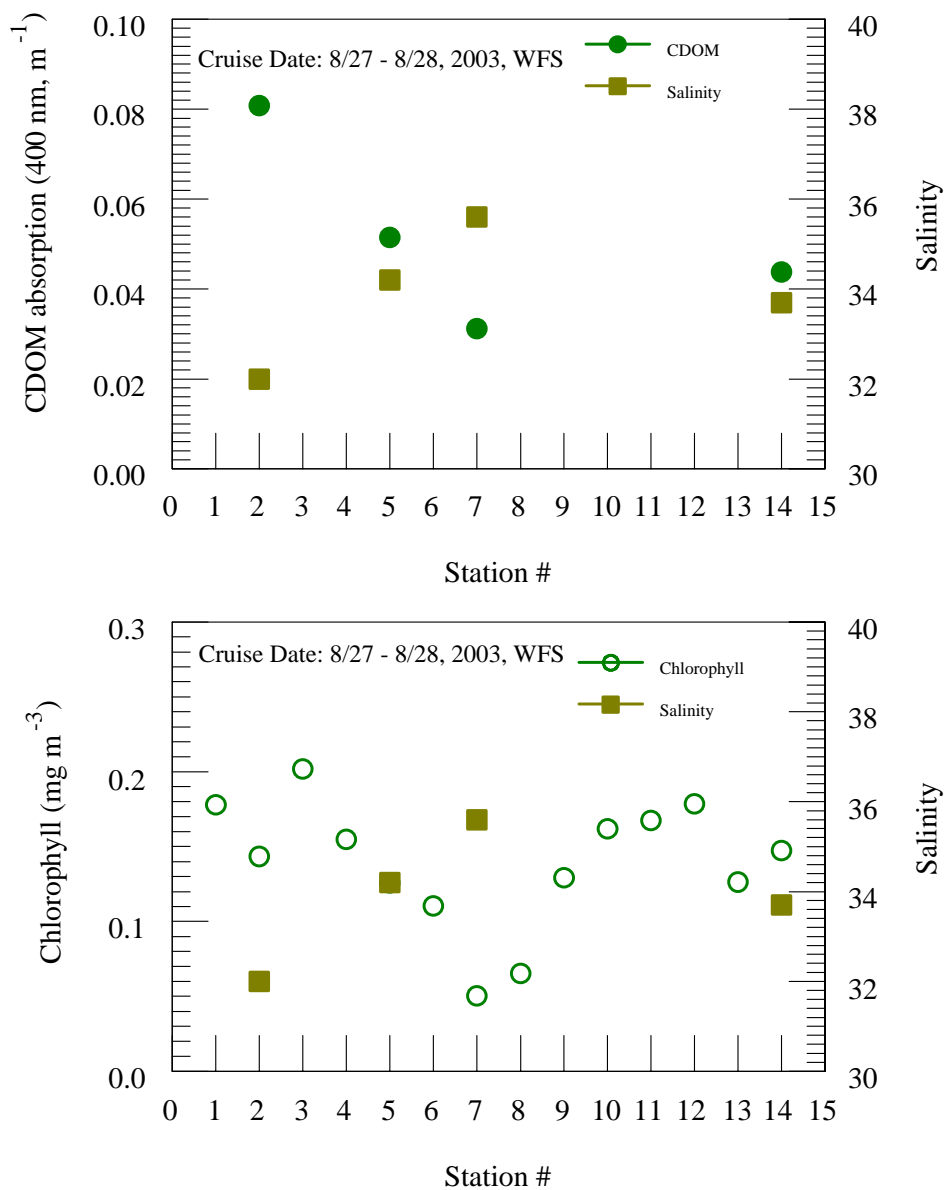 CDOM absorption (400 nm, m⁻¹)
0.10
0.08
0.06
0.04
0.02
0.00
Cruise Date: 8/27 - 8/28, 2003, WFS
CDOM
Salinity
40
38
36
34
32
30
Salinity
0 1 2 3 4 5 6 7 8 9 10 11 12 13 14 15
Station #
Chlorophyll (mg m⁻³)
0.3
0.2
0.1
0.0
Cruise Date: 8/27 - 8/28, 2003, WFS
Chlorophyll
Salinity
40
38
36
34
32
30
Salinity
0 1 2 3 4 5 6 7 8 9 10 11 12 13 14 15
Station #